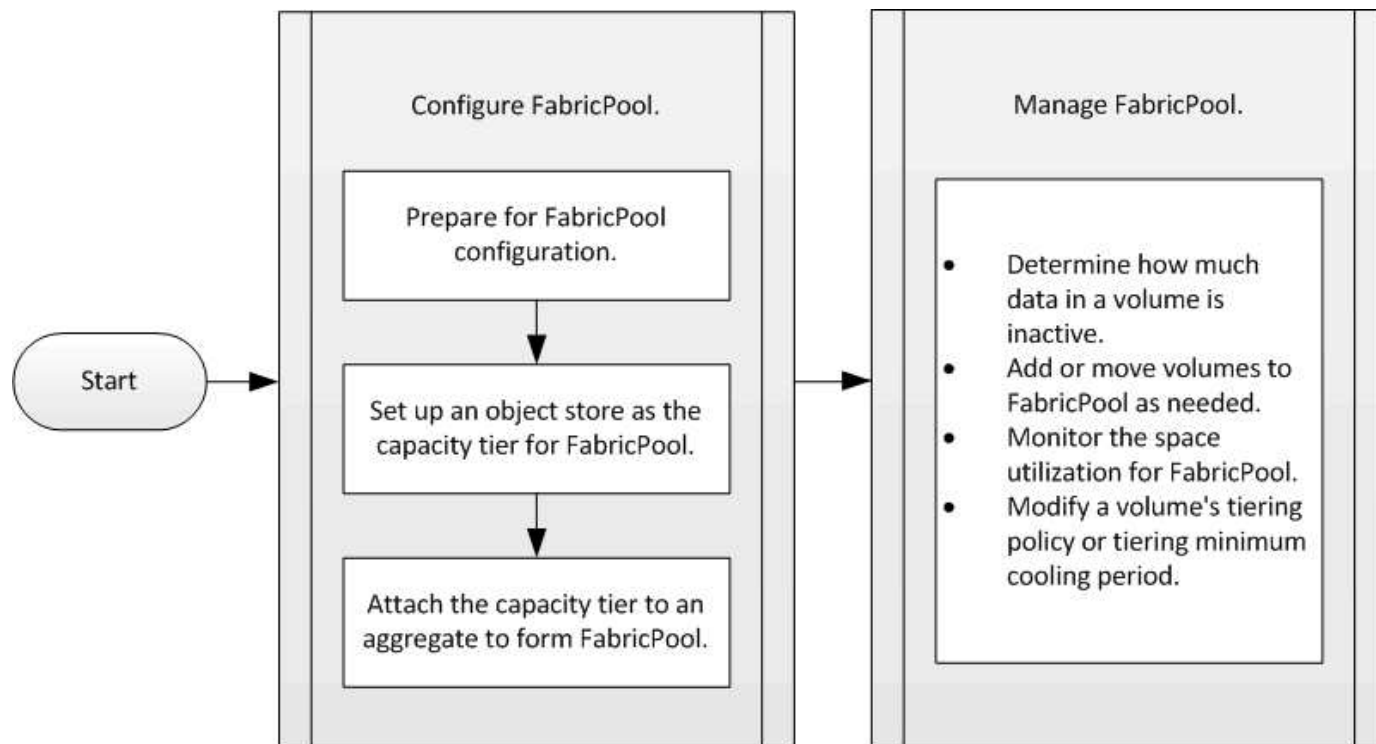 Start
Configure FabricPool.
Prepare for FabricPool
configuration.
Set up an object store as the
capacity tier for FabricPool.
Attach the capacity tier to an
aggregate to form FabricPool.
Manage FabricPool.
• Determine how much
data in a volume is
inactive.
• Add or move volumes to
FabricPool as needed.
• Monitor the space
utilization for FabricPool.
• Modify a volume's tiering
policy or tiering minimum
cooling period.